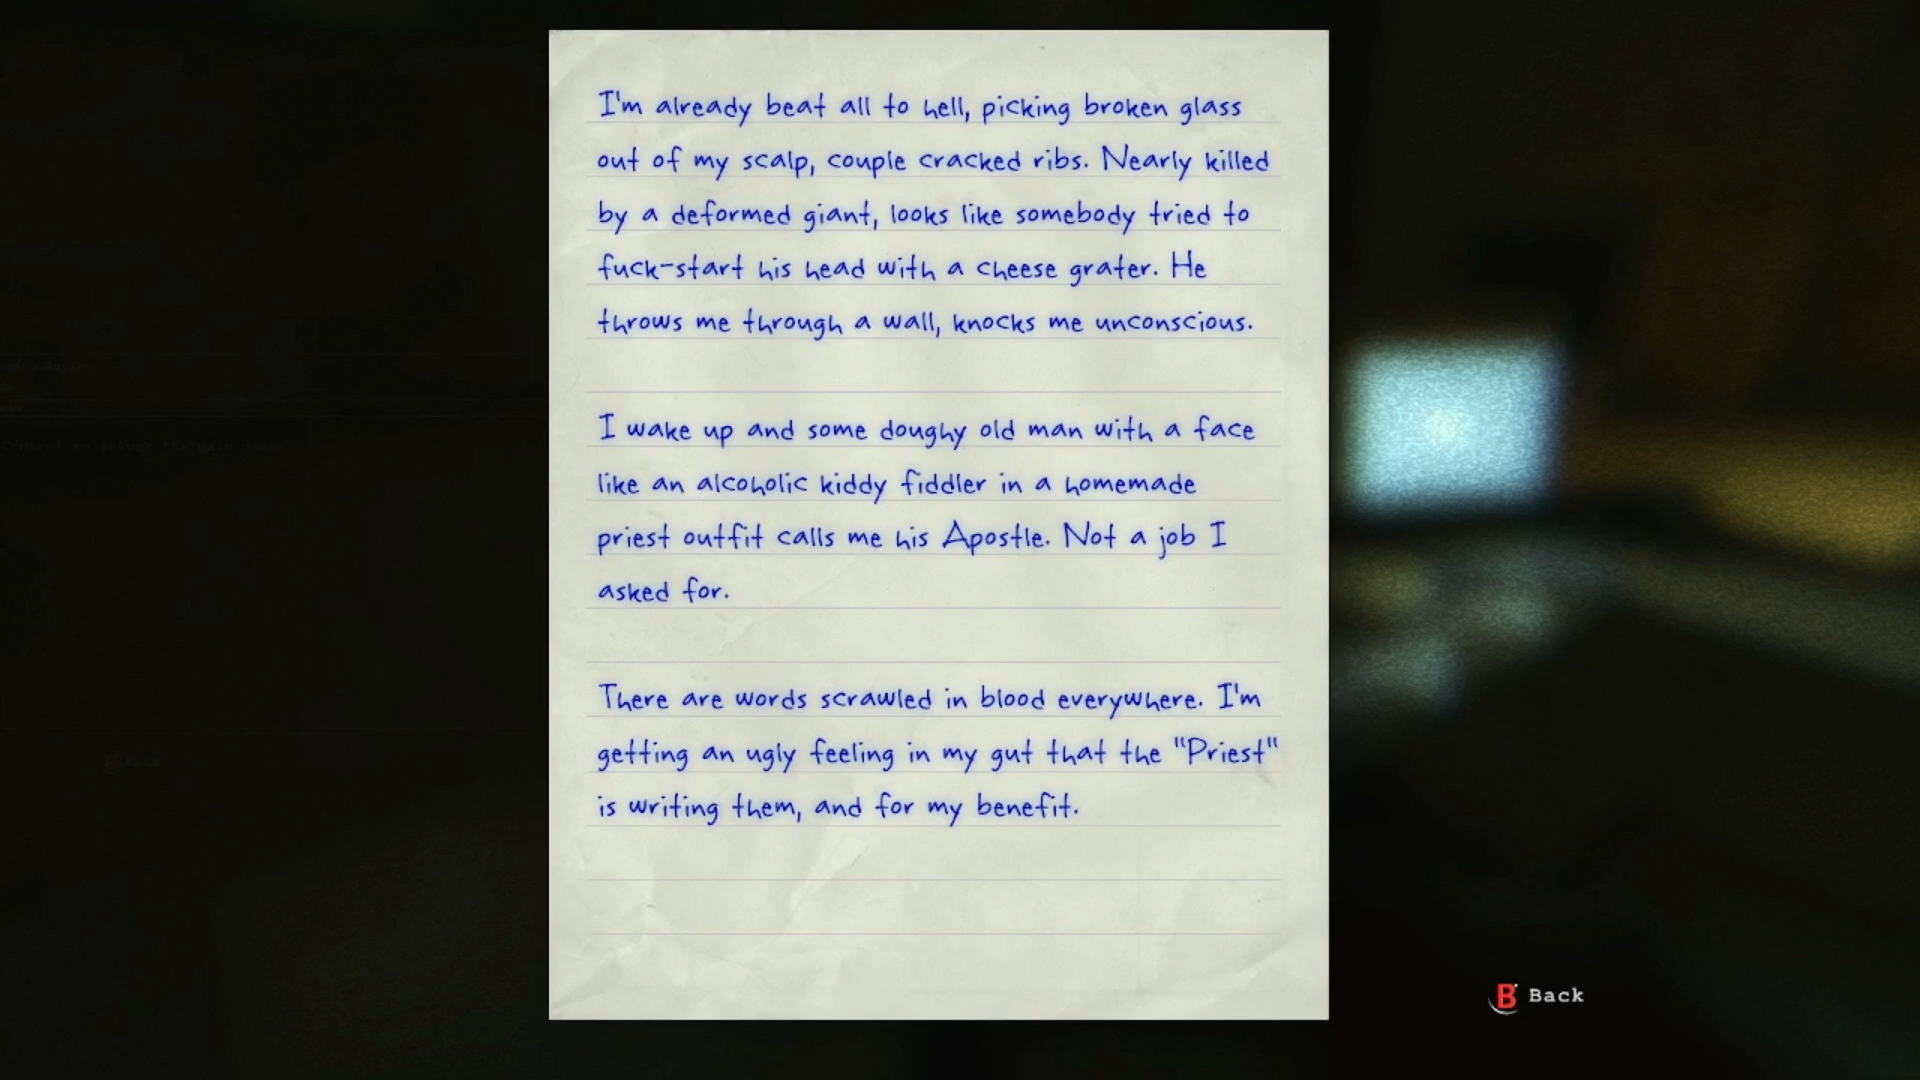 I'm already beat all to hell, picking broken glass
out of my scalp, couple cracked ribs. Nearly killed
by a deformed giant, looks like somebody tried to
fuck-start his head with a cheese grater. He
throws me through a wall, knocks me unconscious.
I wake up and some doughy old man with a face
like an alcoholic kiddy fiddler in a homemade
priest outfit calls me his Apostle. Not a job I
asked for.
There are words scrawled in blood everywhere. I'm
getting an ugly feeling in my gut that the "Priest"
is writing them, and for my benefit.
B Back